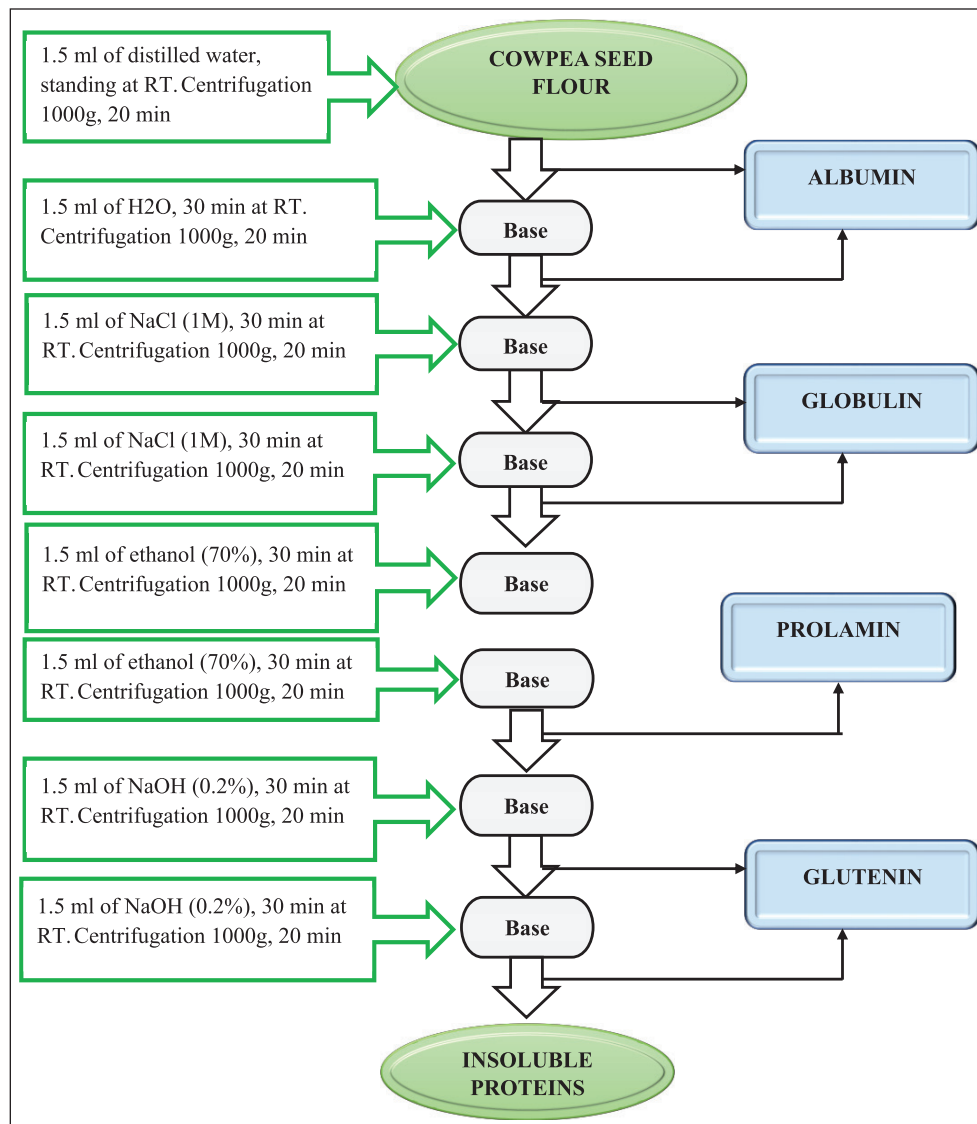 1.5 ml of distilled water,
standing at RT. Centrifugation
1000g, 20 min
COWPEA SEED
FLOUR
ALBUMIN
1.5 ml of H2O, 30 min at RT.
Centrifugation 1000g, 20 min
Base
1.5 ml of NaCl (1M), 30 min at
RT. Centrifugation 1000g, 20 min
Base
GLOBULIN
1.5 ml of NaCl (1M), 30 min at
RT. Centrifugation 1000g, 20 min
Base
1.5 ml of ethanol (70%), 30 min at
RT. Centrifugation 1000g, 20 min
Base
PROLAMIN
1.5 ml of ethanol (70%), 30 min at
RT. Centrifugation 1000g, 20 min
Base
1.5 ml of NaOH (0.2%), 30 min at
RT. Centrifugation 1000g, 20 min
Base
GLUTENIN
1.5 ml of NaOH (0.2%), 30 min at
RT. Centrifugation 1000g, 20 min
Base
INSOLUBLE
PROTEINS